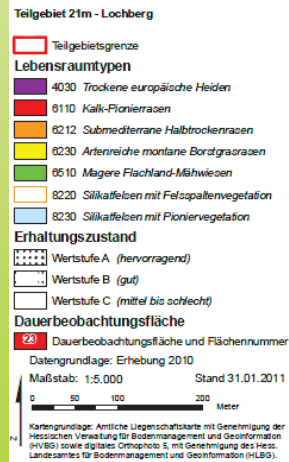 Teilgebiet 21m - Lochberg
Teilgebietsgrenze
Lebensraumtypen
4030 Trockene europäische Heiden
6110 Kalk-Pionierrasen
6212 Submediterrane Halbtrockenrasen
6230 Artenreiche montane Borstgrasrasen
6510 Magere Flachland-Mähwiesen
8220 Silikatfelsen mit Felsspaltenvegetation
8230 Silikatfelsen mit Pioniervegetation
Erhaltungszustand
Wertstufe A (hervorragend)
Wertstufe B (gut)
Wertstufe C (mittel bis schlecht)
Dauerbeobachtungsfläche
23 Dauerbeobachtungsfläche und Flächennummer
Datengrundlage: Erhebung 2010
Maßstab: 1:5.000 Stand 31.01.2011
0 50 100 200 Meter
N
Kartengrundlage: Amtliche Liegenschaftskarte mit Genehmigung der
Hessischen Verwaltung für Bodenmanagement und Geoinformation
(HVBG) sowie digitales Orthophoto 5, mit Genehmigung des Hess.
Landesamtes für Bodenmanagement und Geoinformation (HLBG).